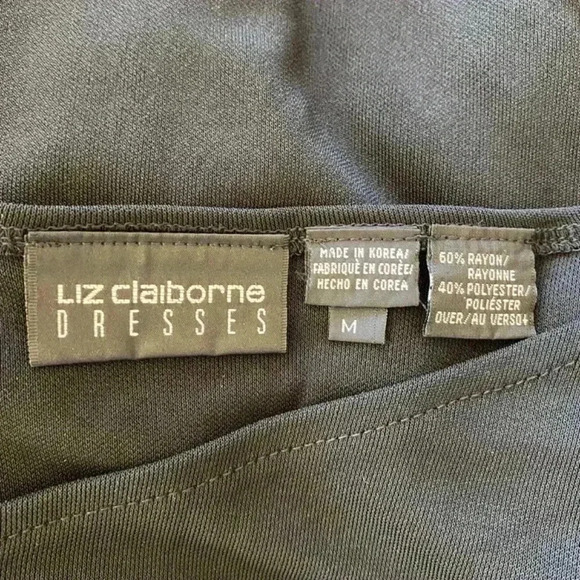 Liz claiborne
DRESSES
MADE IN KOREA/
FABRIQUÉ EN CORÉE/
HECHO EN COREA
M
60% RAYON/
RAYONNE
40% POLYESTER/
POLIÉSTER
OVER/AU VERSO→